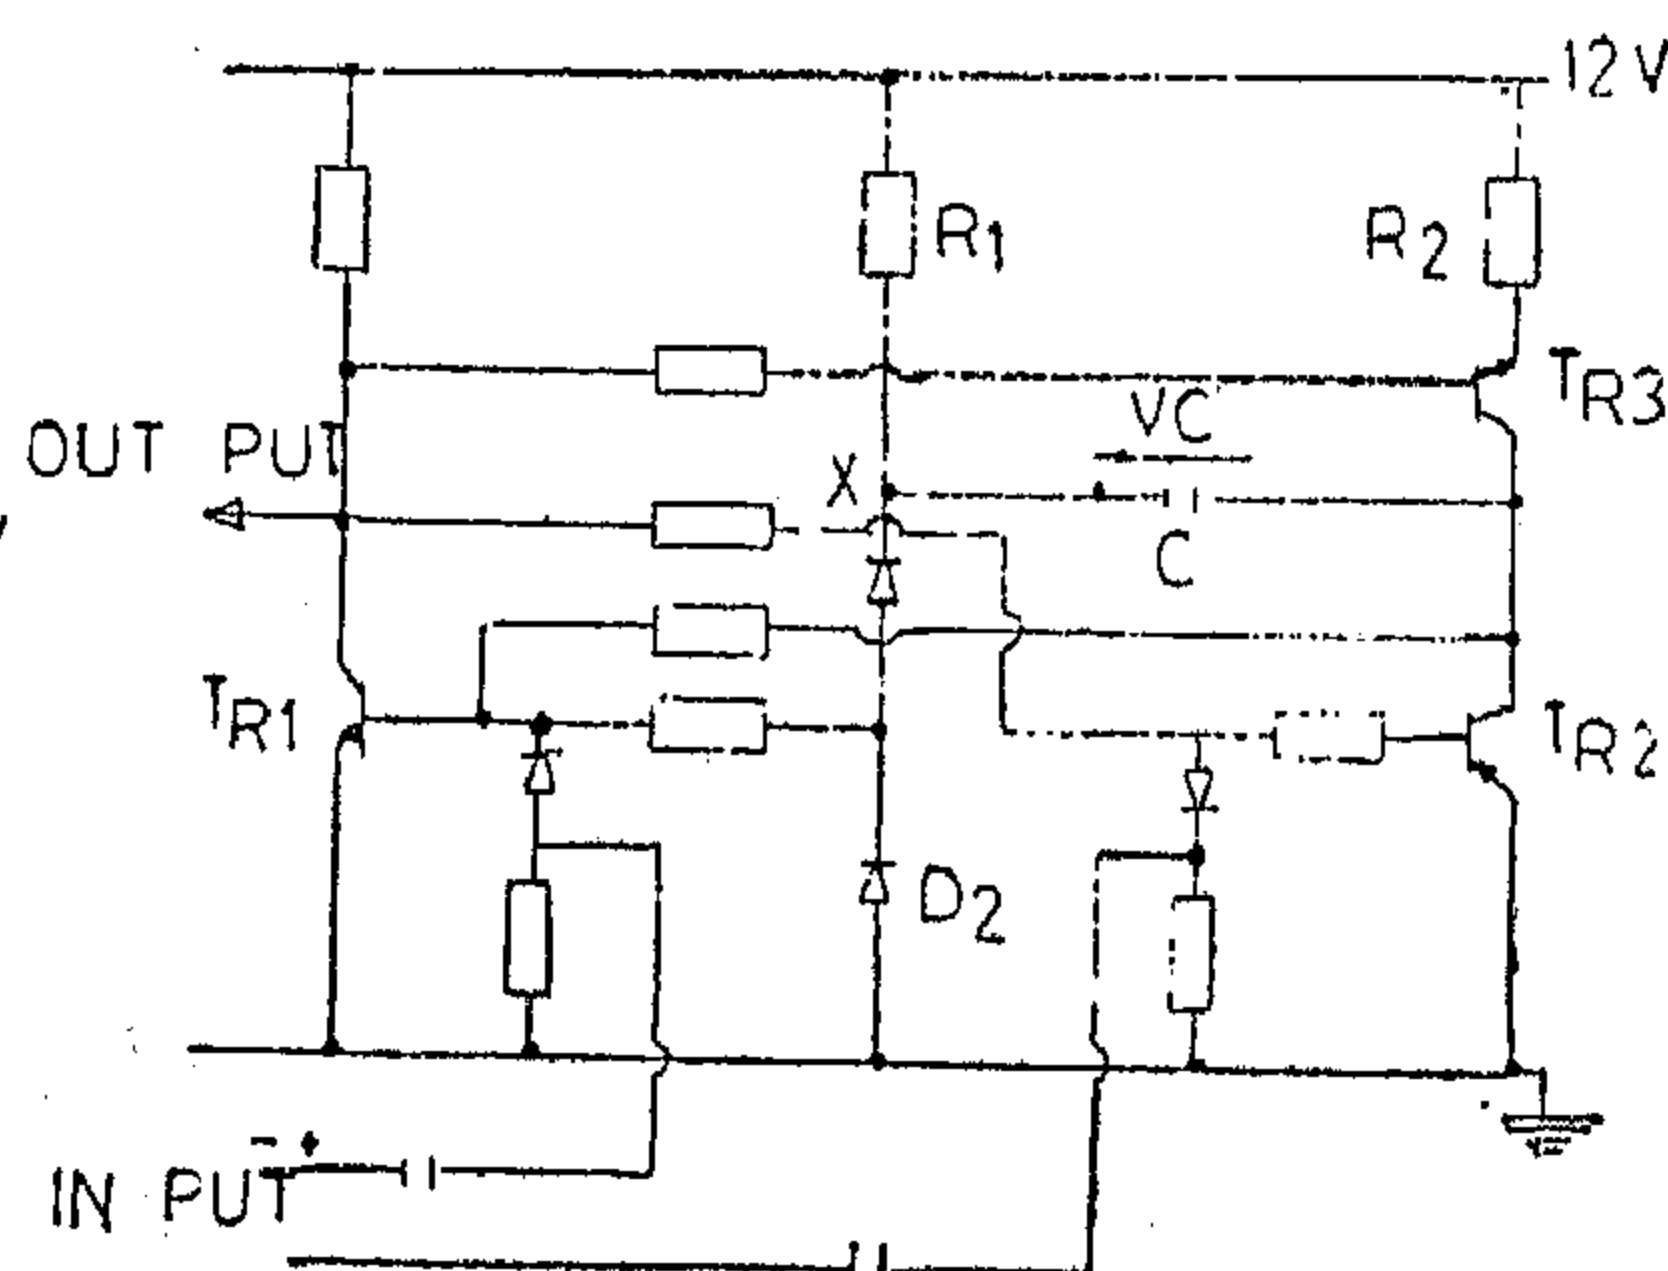 12V
R1
R2
TR3
VC
OUT PUT
X
C
TR1
TR2
D2
- +
IN PUT